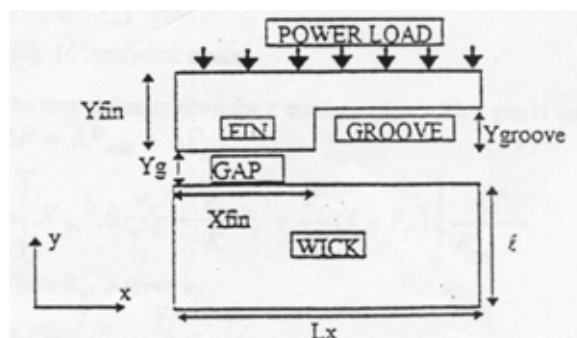 POWER LOAD
Yfin
FIN
GROOVE
Ygroove
Yg
GAP
Xfin
WICK
ℓ
y
x
Lx